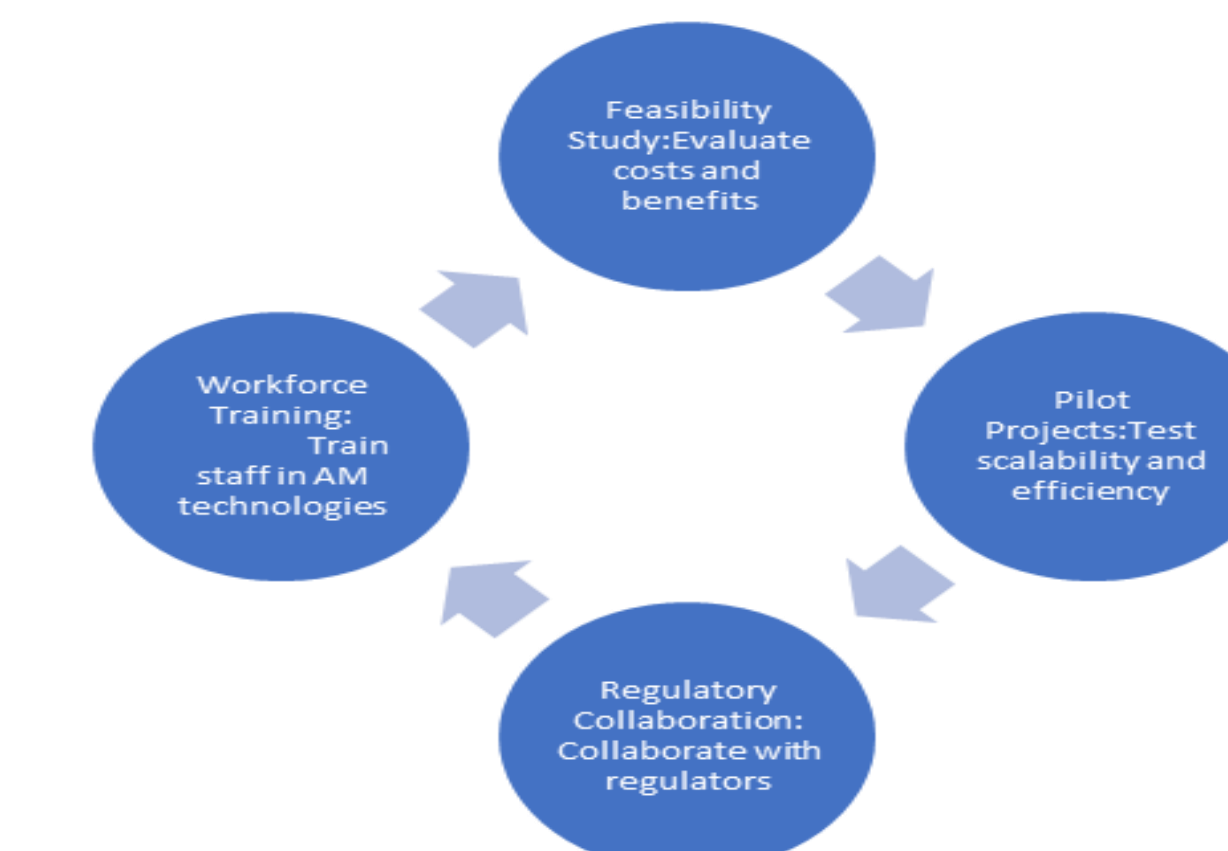 Feasibility
Study:Evaluate
costs and
benefits
Pilot
Projects:Test
scalability and
efficiency
Regulatory
Collaboration:
Collaborate with
regulators
Workforce
Training:
Train
staff in AM
technologies